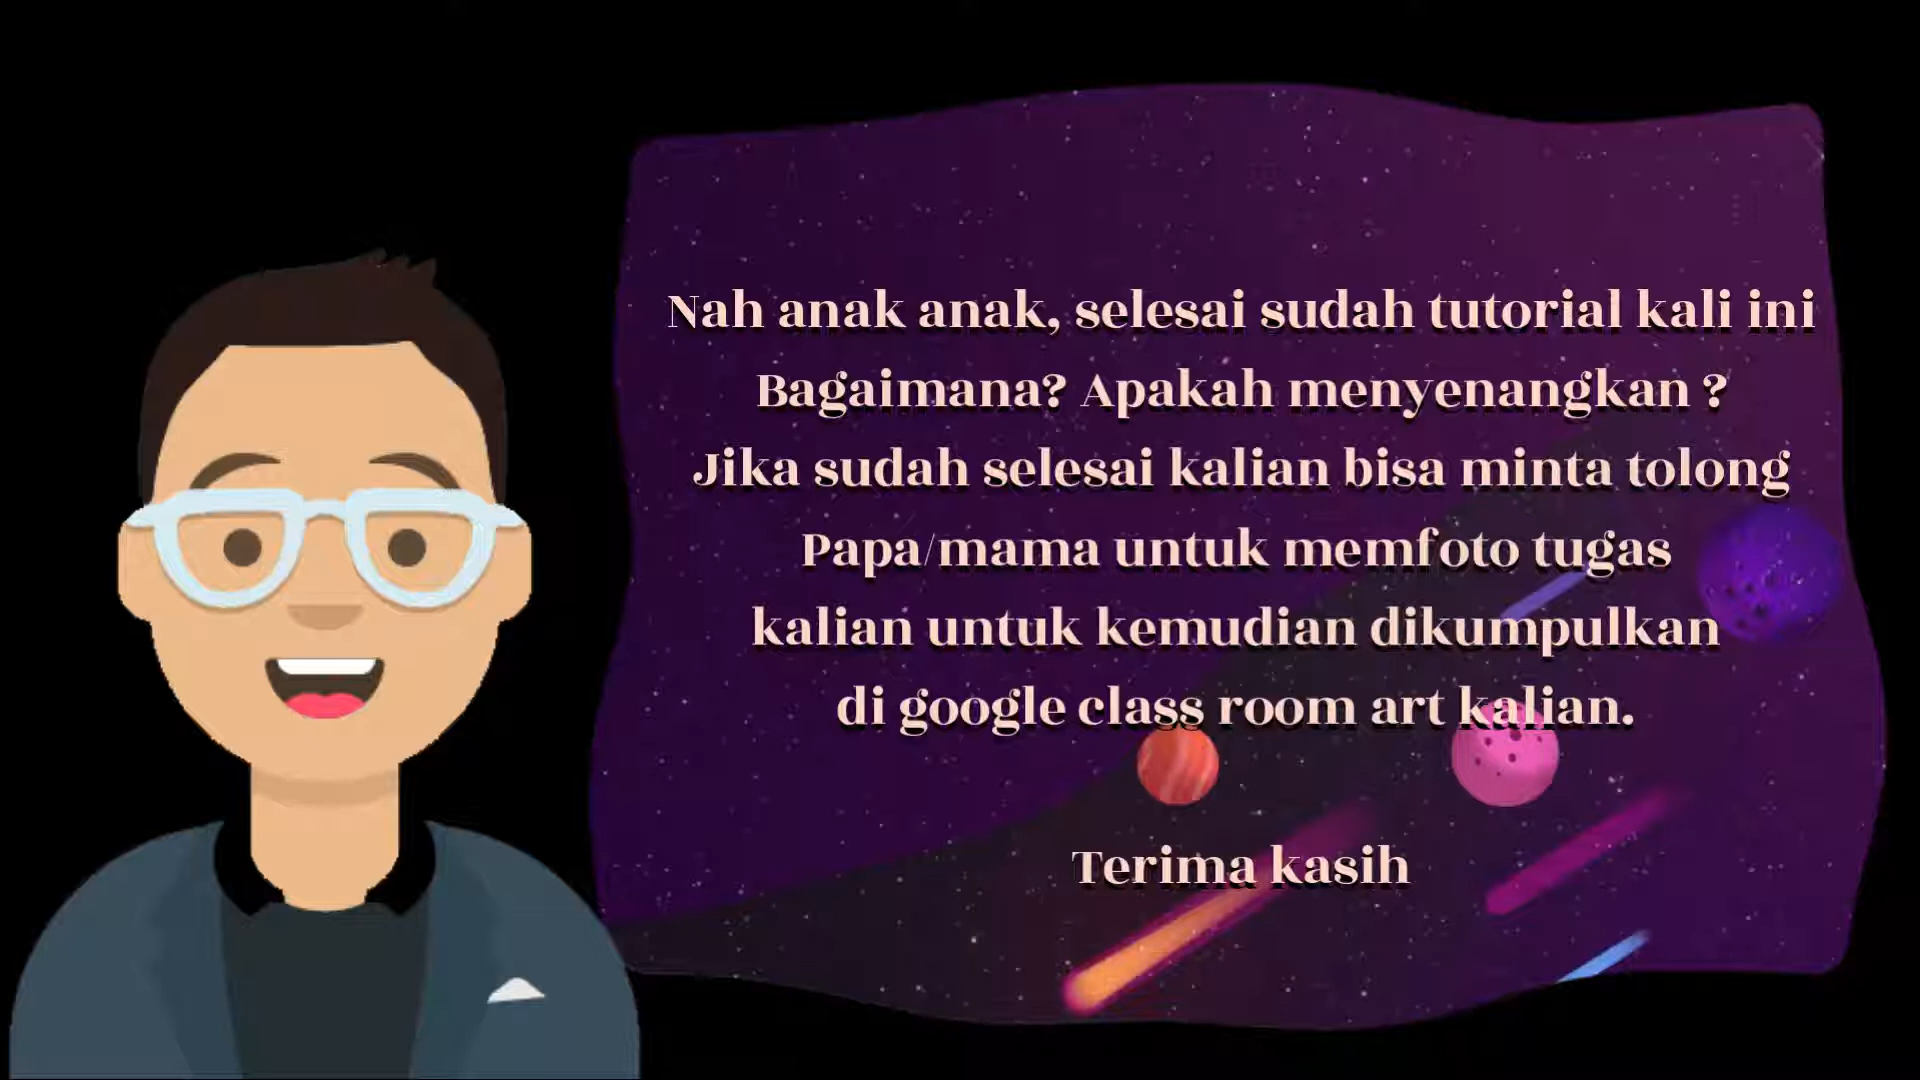 Nah anak anak, selesai sudah tutorial kali ini
Bagaimana? Apakah menyenangkan ?
Jika sudah selesai kalian bisa minta tolong
Papa/mama untuk memfoto tugas
kalian untuk kemudian dikumpulkan
di google class room art kalian.
Terima kasih